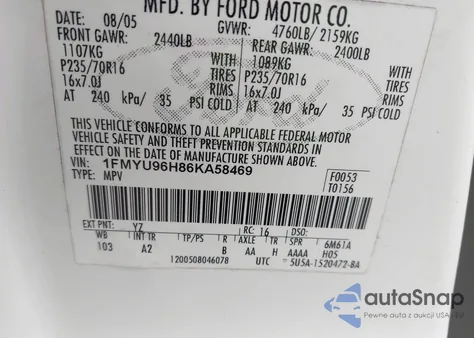 MFD. BY FORD MOTOR CO.
DATE: 08/05 GVWR: 4760LB/ 2159KG
FRONT GAWR: 2440LB REAR GAWR: 2400LB
1107KG WITH 1089KG WITH
P235/70R16 TIRES P235/70R16 TIRES
16x7.0J RIMS 16x7.0J RIMS
AT 240 kPa/ 35 PSI COLD AT 240 kPa/ 35 PSI COLD
THIS VEHICLE CONFORMS TO ALL APPLICABLE FEDERAL MOTOR
VEHICLE SAFETY AND THEFT PREVENTION STANDARDS IN
EFFECT ON THE DATE OF MANUFACTURE SHOWN ABOVE.
VIN: 1FMYU96H86KA58469
TYPE: MPV
F0053
T0156
EXT PNT: YZ RC: 16 DSO:
WB INT TR TP/PS R AXLE TR SPR 6M61A
103 A2 B AA H AAAA H05
1200508046078 UTC 5U5A-1520472-BA
Ford
autoSnap
Pewne auta z USA i EU